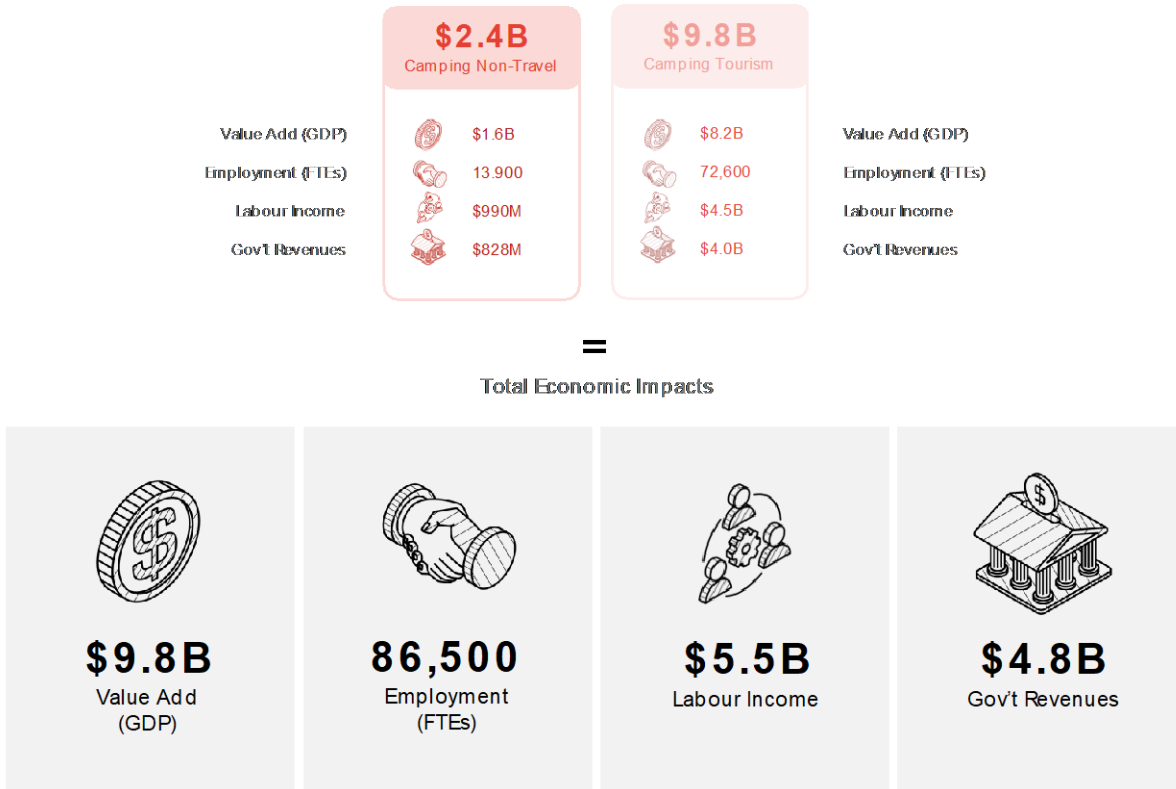 $2.4B
Camping Non-Travel
$9.8B
Camping Tourism
Value Add (GDP)
$1.6B
$8.2B
Value Add (GDP)
Employment (FTEs)
13.900
72,600
Employment (FTEs)
Labour Income
$990M
$4.5B
Labour Income
Gov't Revenues
$828M
$4.0B
Gov't Revenues
=
Total Economic Impacts
$9.8B
Value Add
(GDP)
86,500
Employment
(FTEs)
$5.5B
Labour Income
$4.8B
Gov't Revenues